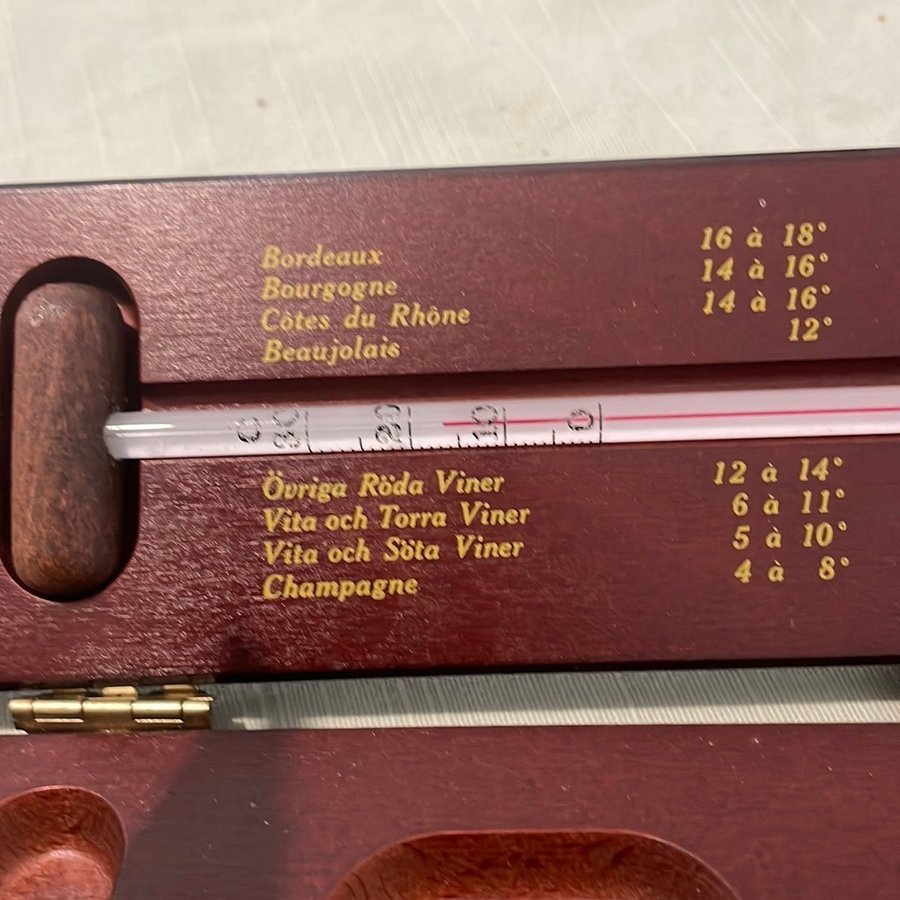 Bordeaux 16 à 18°
Bourgogne 14 à 16°
Côtes du Rhône 14 à 16°
Beaujolais 12°
C 30 20 10 0
Övriga Röda Viner 12 à 14°
Vita och Torra Viner 6 à 11°
Vita och Söta Viner 5 à 10°
Champagne 4 à 8°